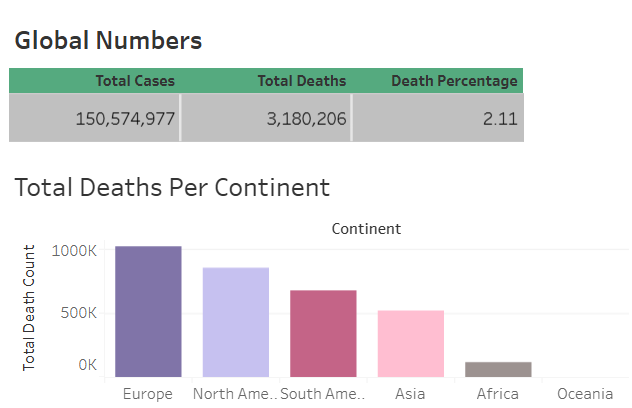 Global Numbers
Total Cases Total Deaths Death Percentage
150,574,977 3,180,206 2.11
Total Deaths Per Continent
Continent
Total Death Count
1000K
500K
0K
Europe North Ame.. South Ame.. Asia Africa Oceania